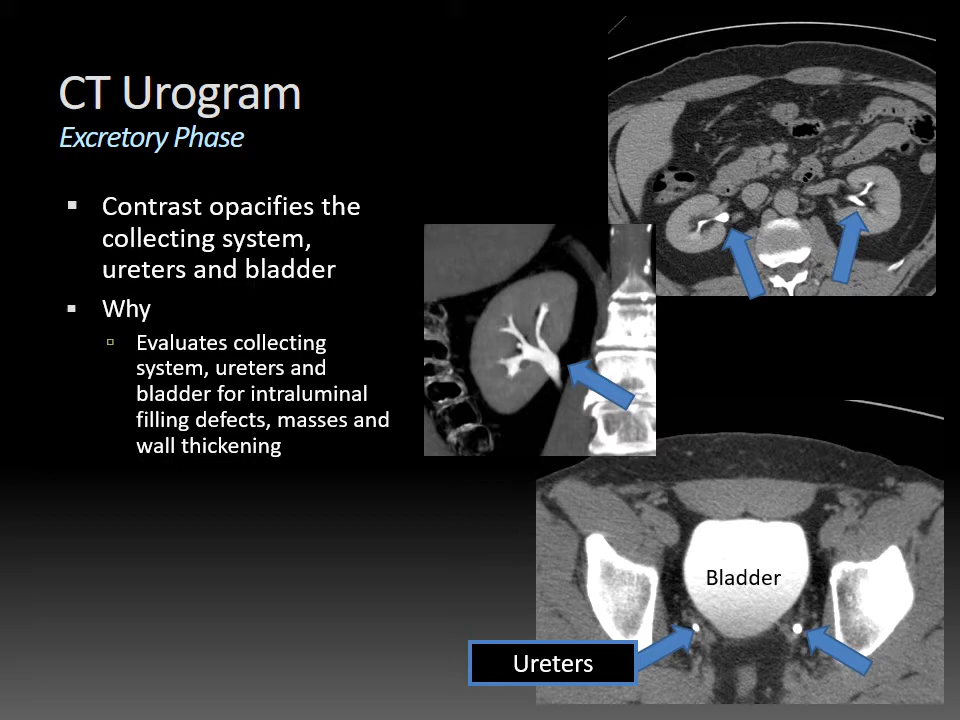 CT Urogram
Excretory Phase
▪ Contrast opacifies the
collecting system,
ureters and bladder
▪ Why
▫ Evaluates collecting
system, ureters and
bladder for intraluminal
filling defects, masses and
wall thickening
Bladder
Ureters